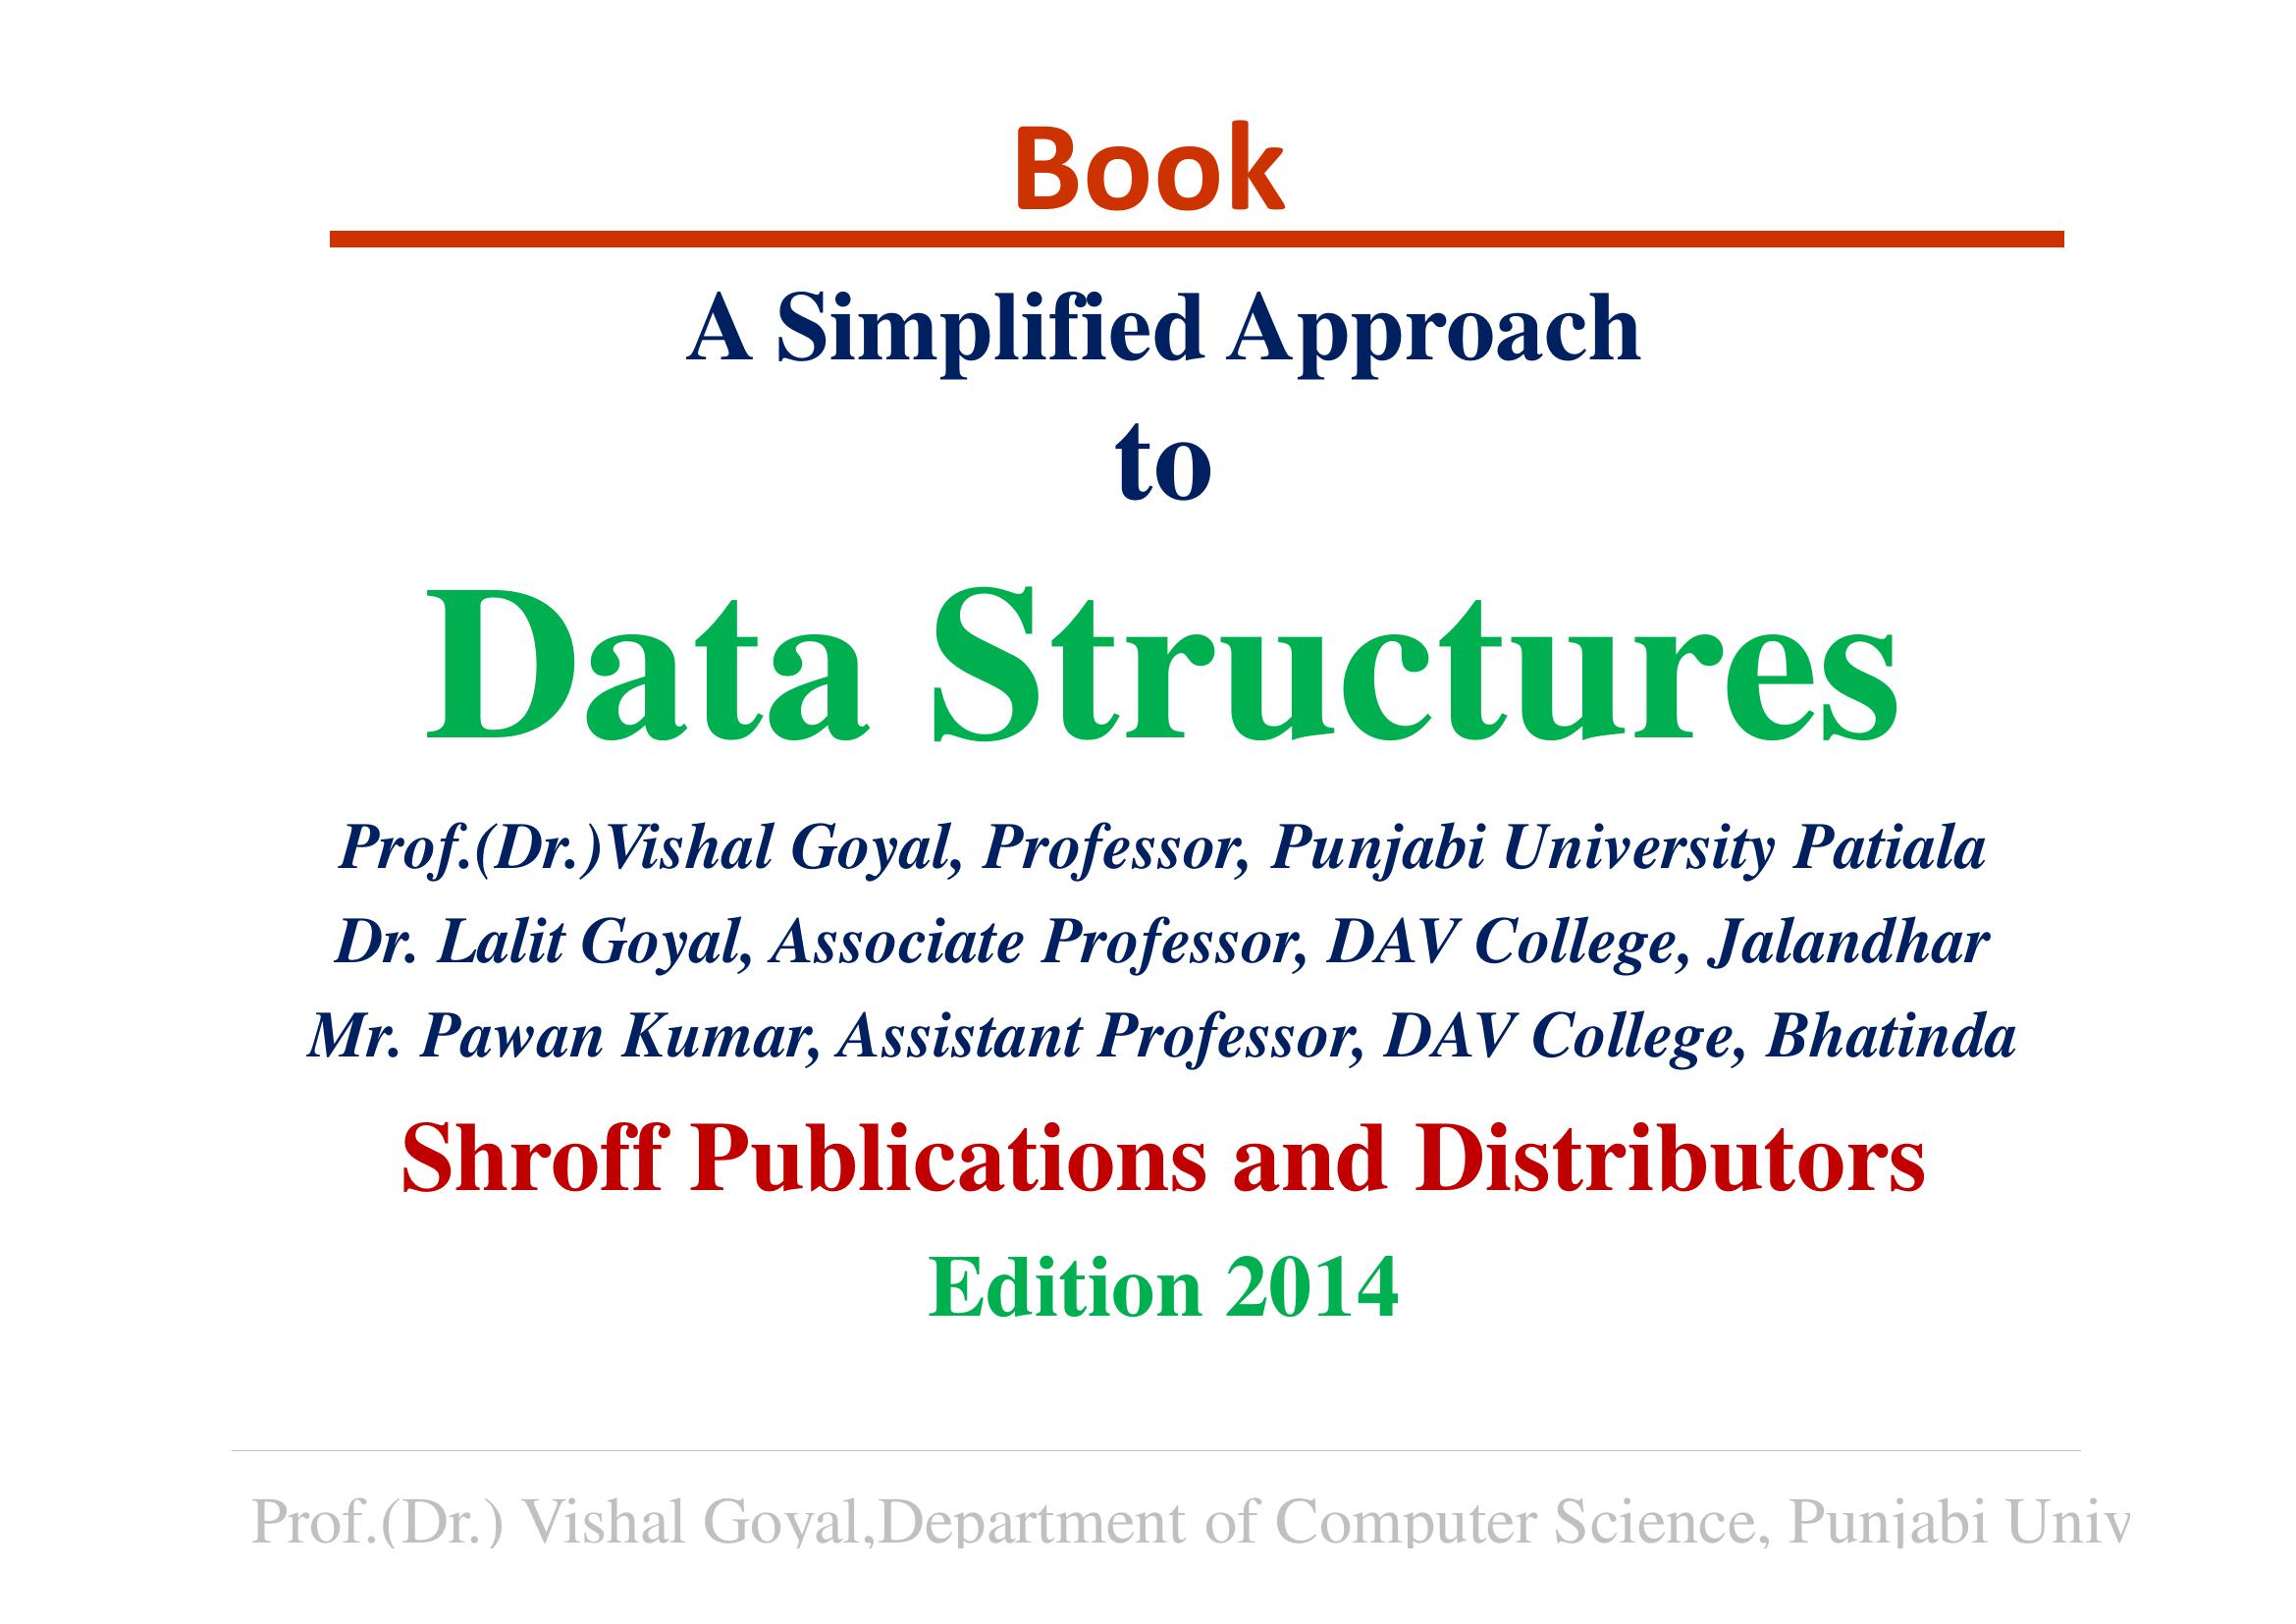 Book
A Simplified Approach
to
Data Structures
Prof.(Dr.)Vishal Goyal, Professor, Punjabi University Patiala
Dr. Lalit Goyal, Associate Professor, DAV College, Jalandhar
Mr. Pawan Kumar, Assistant Professor, DAV College, Bhatinda
Shroff Publications and Distributors
Edition 2014
Prof.(Dr.) Vishal Goyal,Department of Computer Science, Punjabi Univ